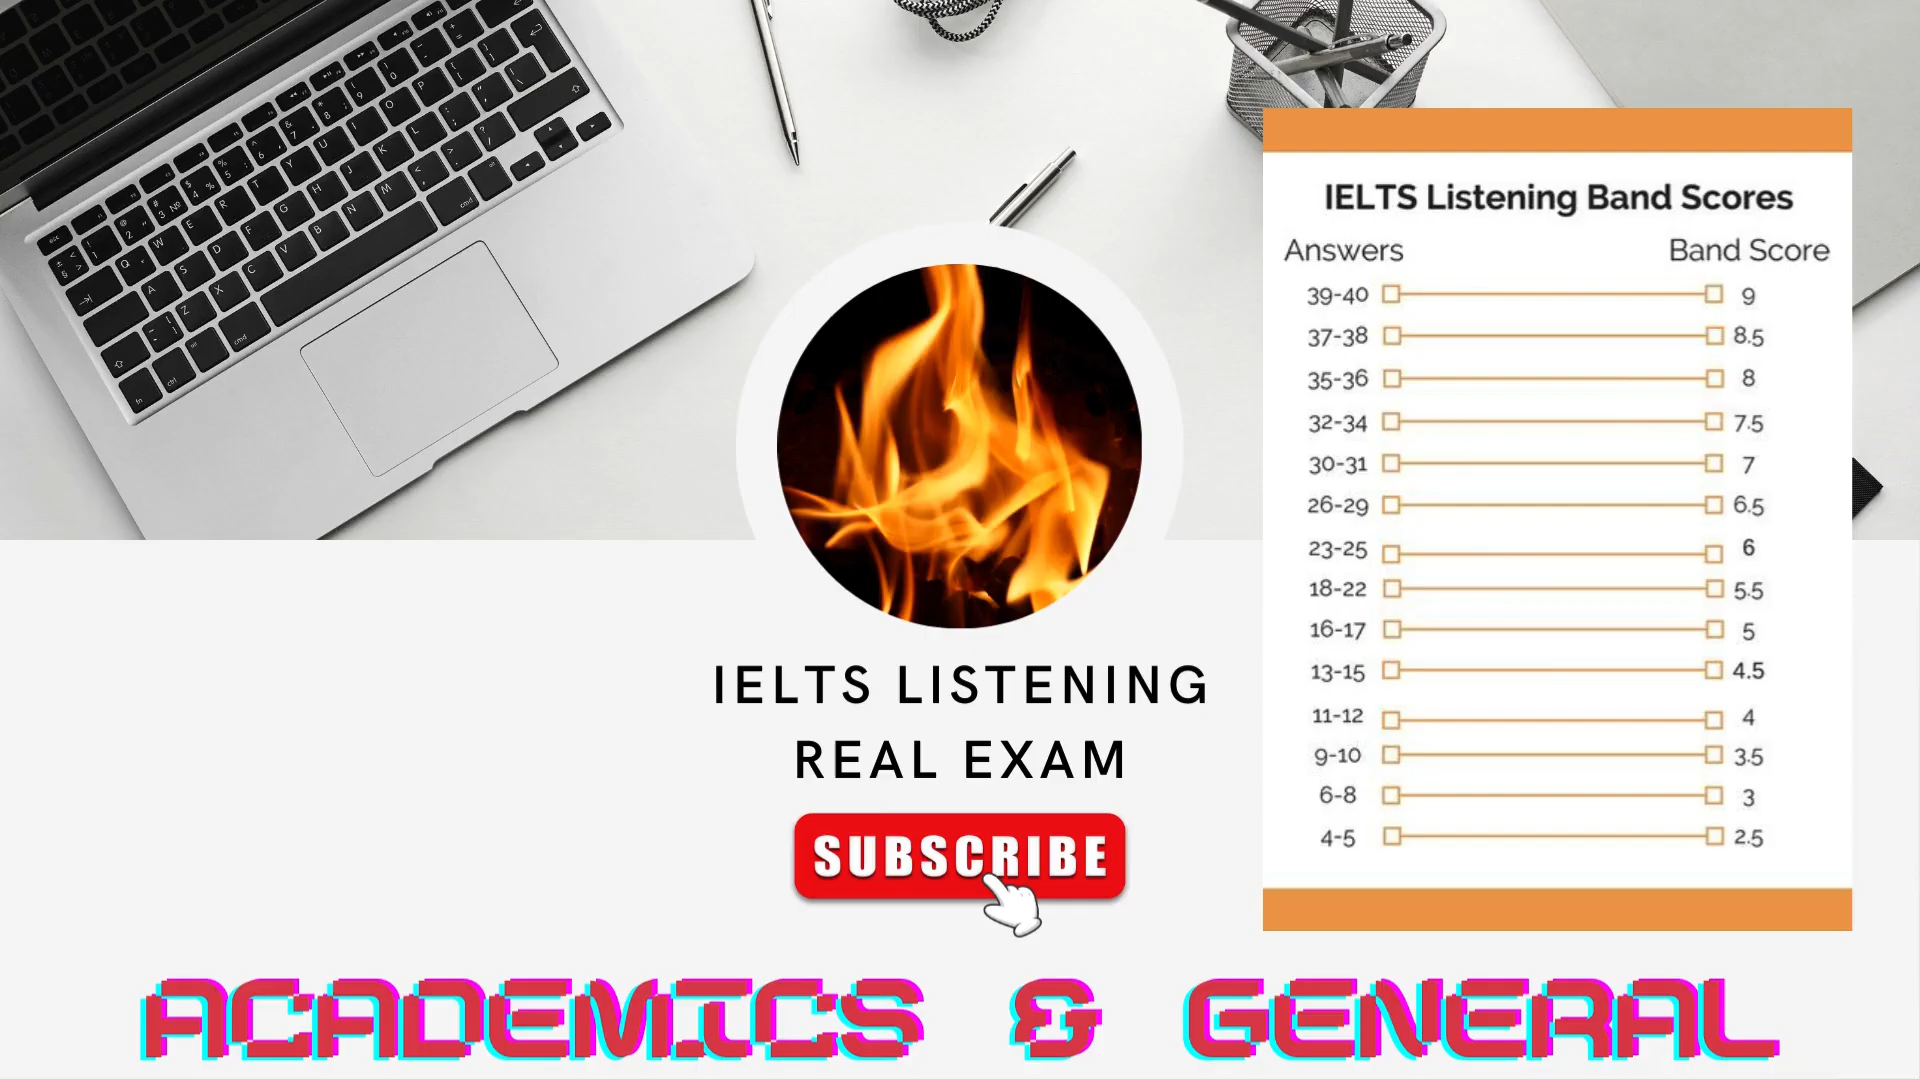 IELTS Listening Band Scores
Answers Band Score
39-40 9
37-38 8.5
35-36 8
32-34 7.5
30-31 7
26-29 6.5
23-25 6
18-22 5.5
16-17 5
13-15 4.5
11-12 4
9-10 3.5
6-8 3
4-5 2.5
IELTS LISTENING
REAL EXAM
SUBSCRIBE
ACADEMICS & GENERAL